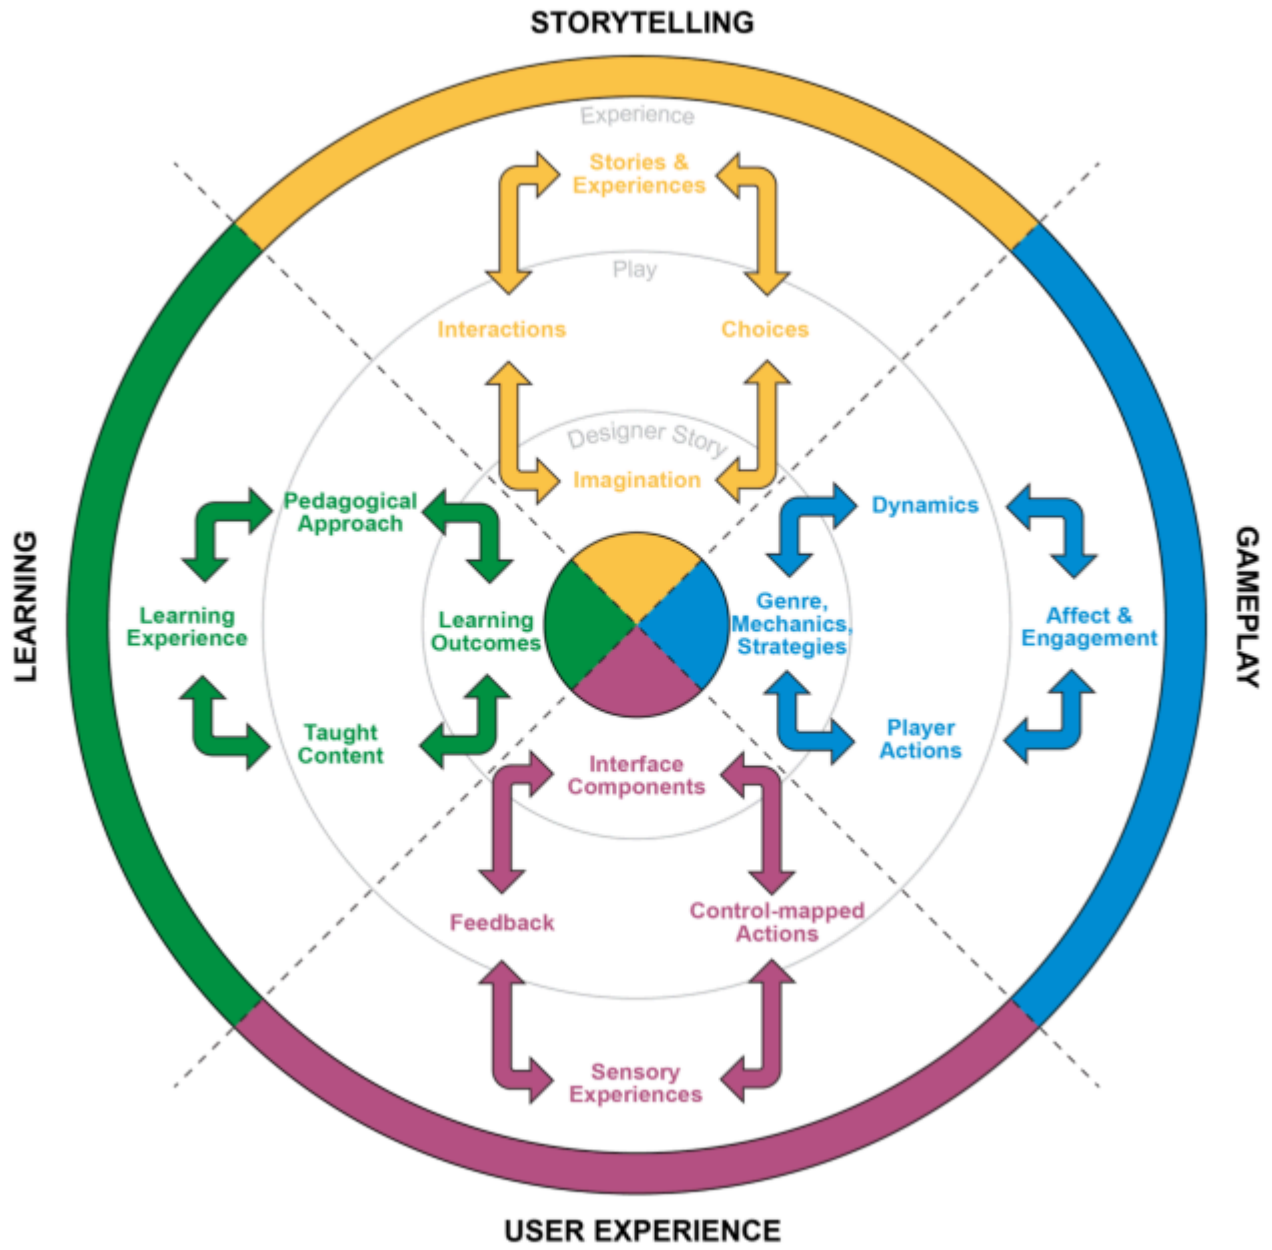 STORYTELLING
Experience
Stories &
Experiences
Play
Interactions
Choices
Designer Story
Imagination
LEARNING
Pedagogical
Approach
Learning
Experience
Learning
Outcomes
Taught
Content
Dynamics
Genre,
Mechanics,
Strategies
Affect &
Engagement
Player
Actions
GAMEPLAY
Interface
Components
Feedback
Control-mapped
Actions
Sensory
Experiences
USER EXPERIENCE